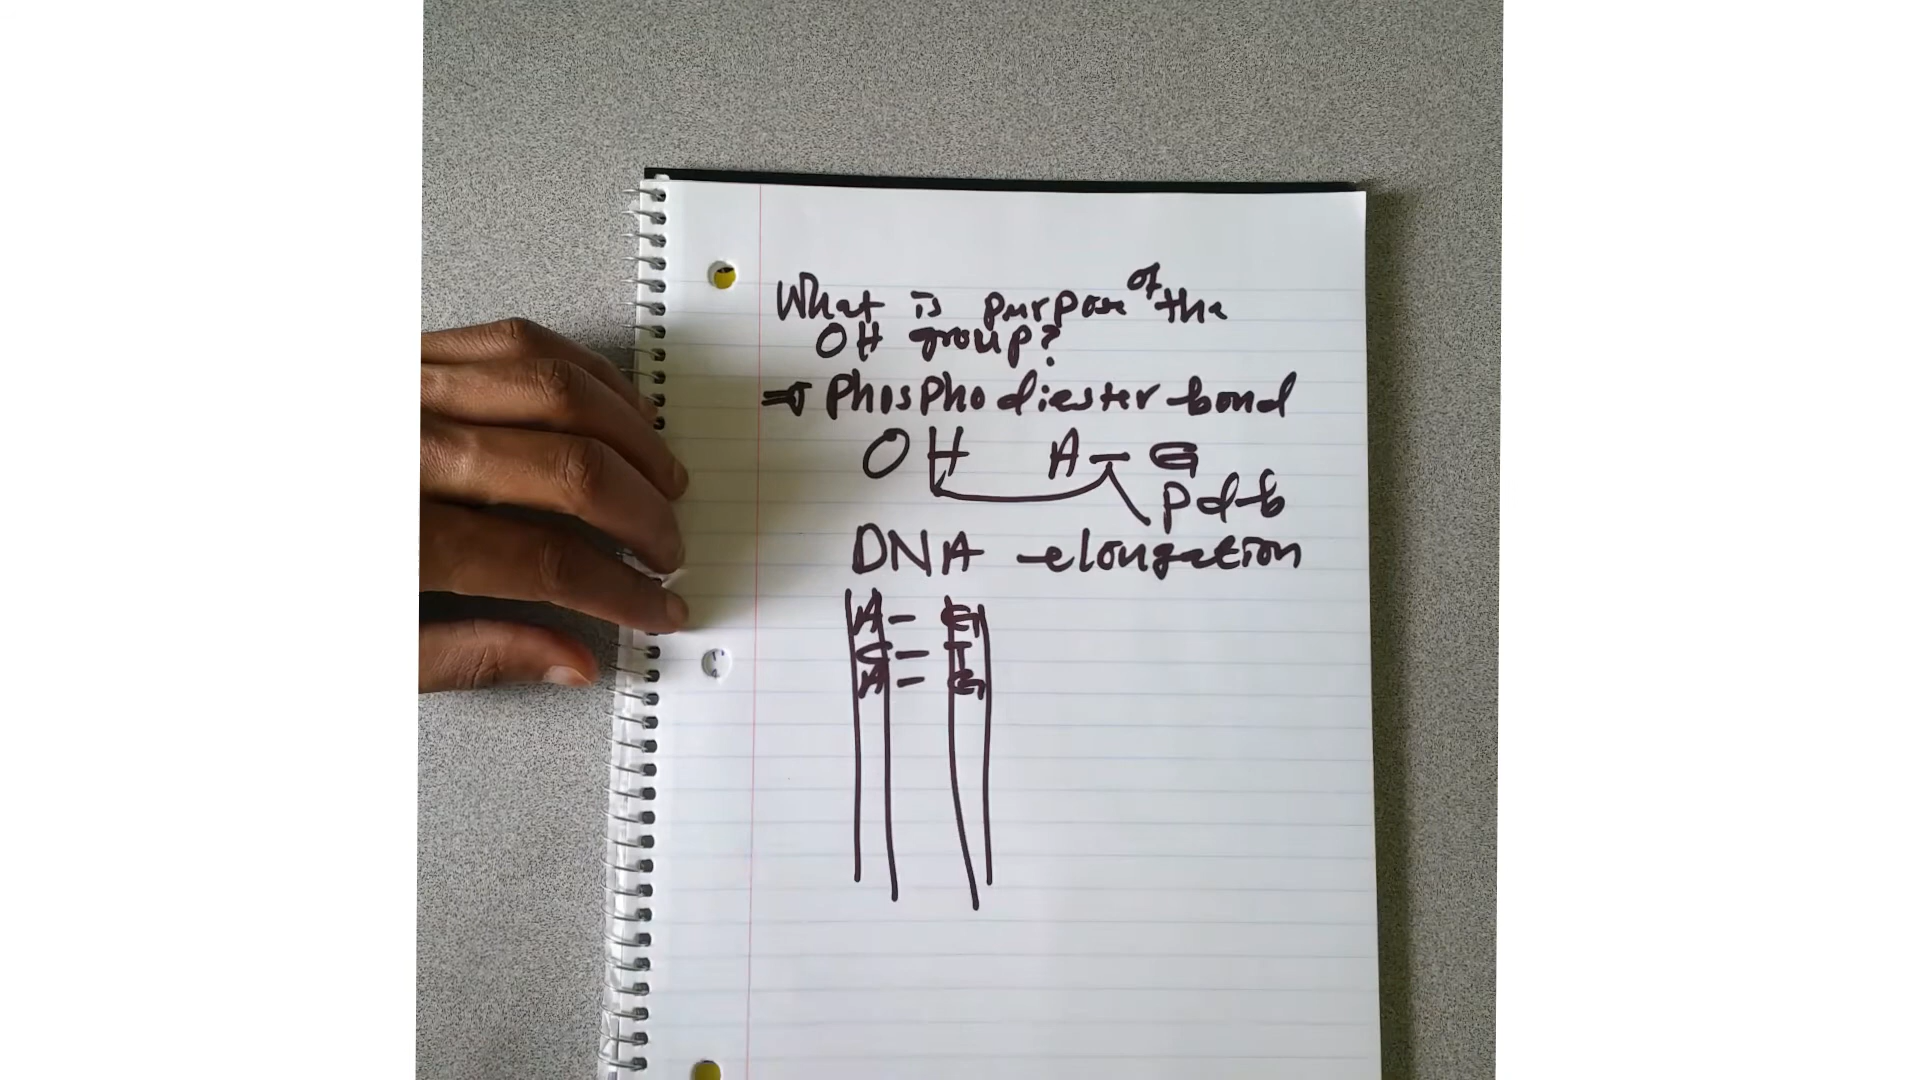 What is purpose of the
OH group?
⇒ Phosphodiester bond
OH A - G
Pd-b
DNA elongation
A - G
C - T
A - G